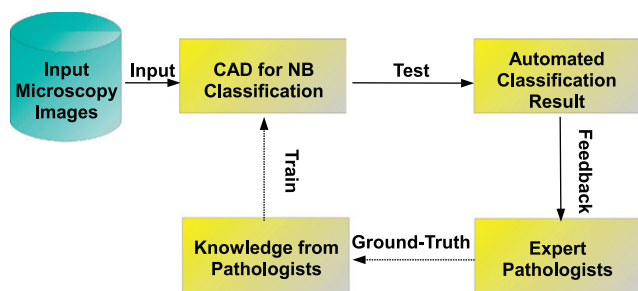 Input
Microscopy
Images
Input
CAD for NB
Classification
Test
Automated
Classification
Result
Train
Feedback
Knowledge from
Pathologists
Ground-Truth
Expert
Pathologists